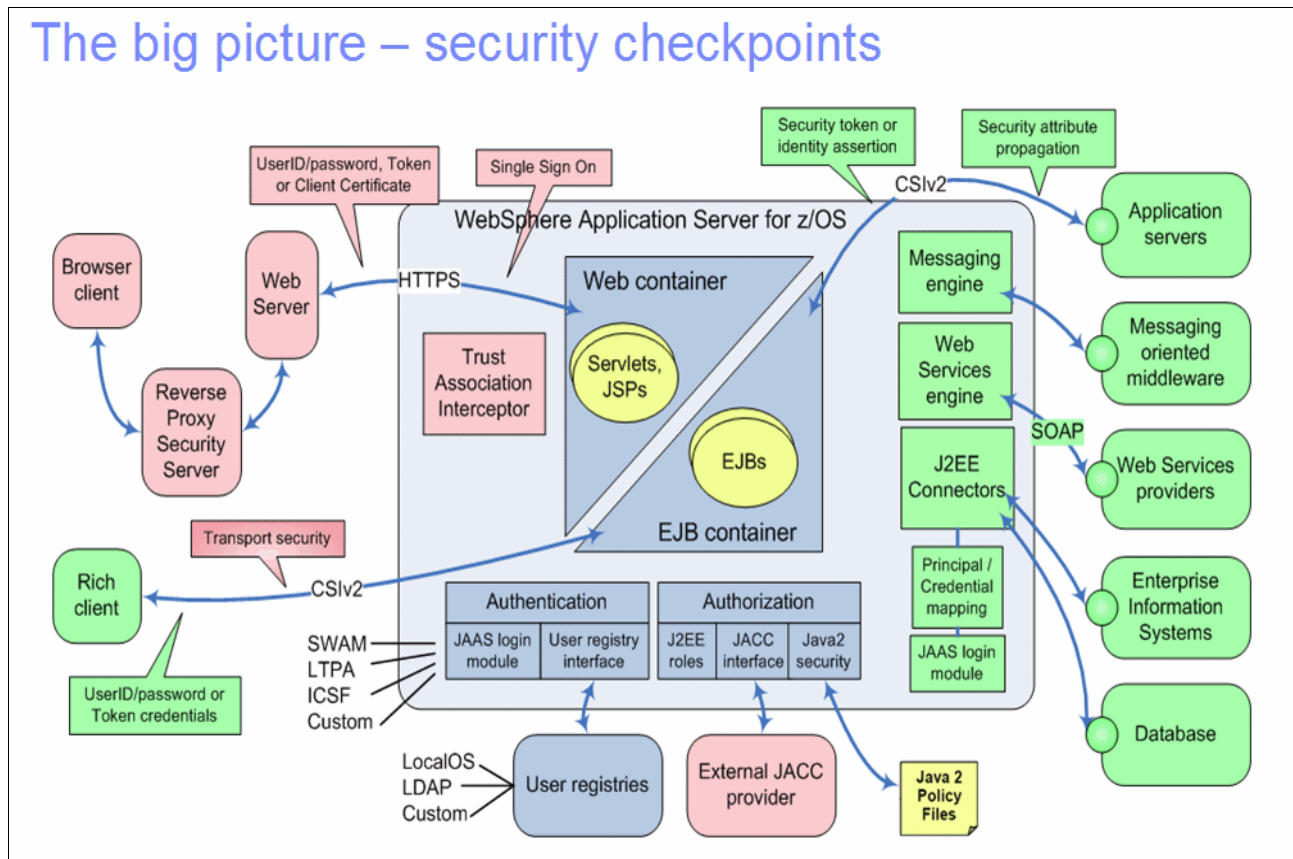 The big picture – security checkpoints
Security token or
identity assertion
Security attribute
propagation
UserID/password, Token
or Client Certificate
Single Sign On
CSIv2
WebSphere Application Server for z/OS
Application
servers
Browser
client
Web
Server
HTTPS
Web container
Messaging
engine
Trust
Association
Interceptor
Servlets,
JSPs
Web
Services
engine
Messaging
oriented
middleware
Reverse
Proxy
Security
Server
SOAP
EJBs
J2EE
Connectors
Web Services
providers
EJB container
Transport security
Rich
client
CSIv2
Principal /
Credential
mapping
Enterprise
Information
Systems
Authentication
JAAS login
module
User registry
interface
Authorization
J2EE
roles
JACC
interface
Java2
security
JAAS login
module
SWAM
LTPA
ICSF
Custom
UserID/password or
Token credentials
Database
LocalOS
LDAP
Custom
User registries
External JACC
provider
Java 2
Policy
Files